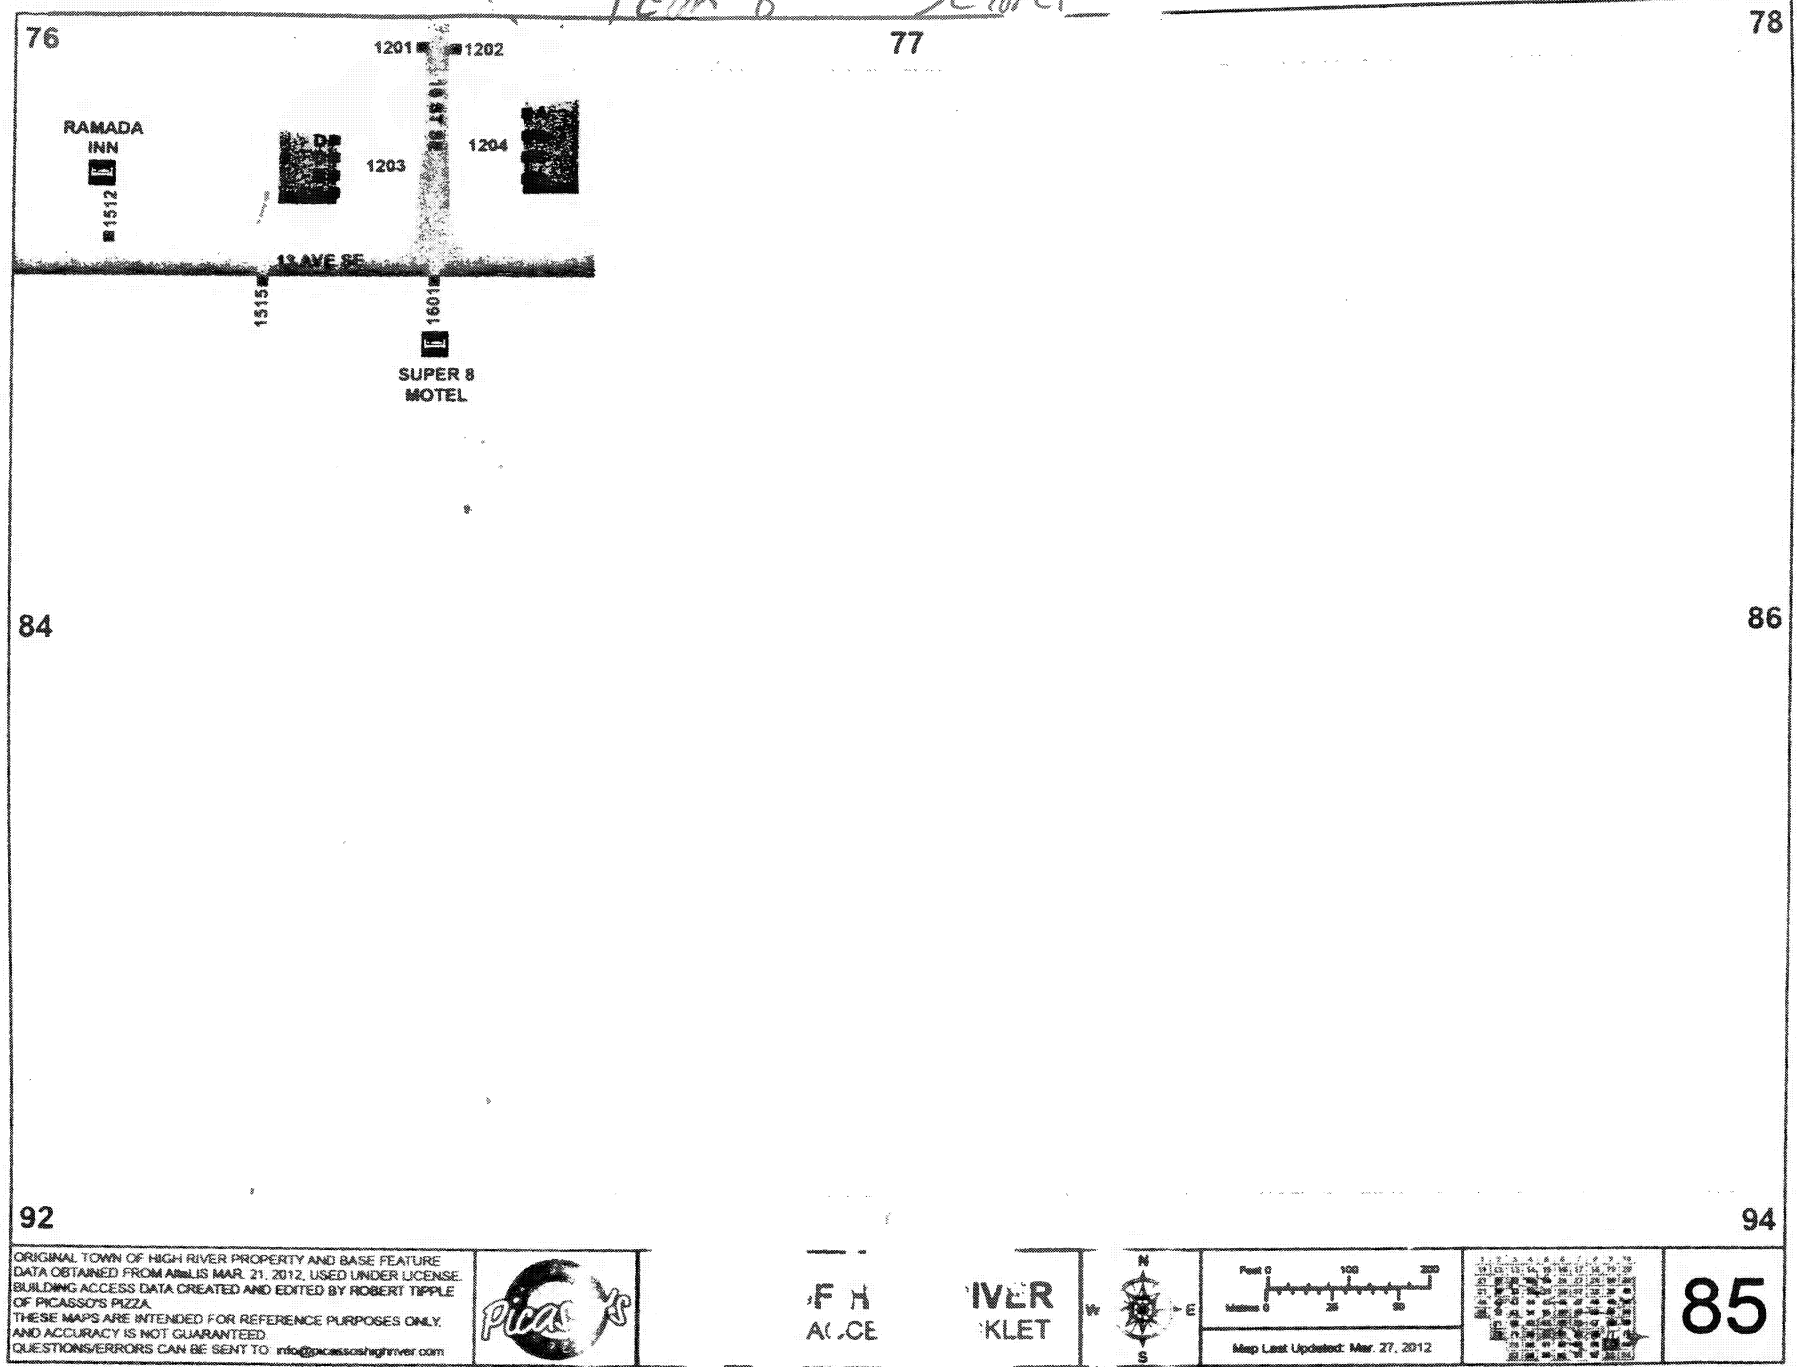 76
77
78
1201
1202
RAMADA
INN
1512
D
1203
1204
A
13 AVE SE
1515
1601
SUPER 8
MOTEL
84
86
92
94
ORIGINAL TOWN OF HIGH RIVER PROPERTY AND BASE FEATURE
DATA OBTAINED FROM AltaLIS MAR. 21, 2012, USED UNDER LICENSE.
BUILDING ACCESS DATA CREATED AND EDITED BY ROBERT TIPPLE
OF PICASSO'S PIZZA.
THESE MAPS ARE INTENDED FOR REFERENCE PURPOSES ONLY,
AND ACCURACY IS NOT GUARANTEED.
QUESTIONS/ERRORS CAN BE SENT TO: info@picassoshighriver.com
F H IVER
KLET
N
W
E
S
Feet 0 100 200
Metres 0 25 50
Map Last Updated: Mar. 27, 2012
85